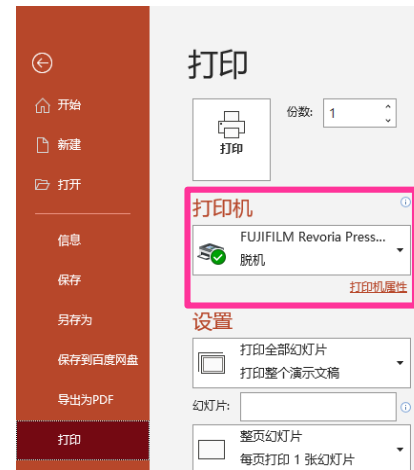 打印
开始
新建
打开
信息
保存
另存为
保存到百度网盘
导出为PDF
打印
打印
份数: 1
打印机
FUJIFILM Revoria Press...
脱机
打印机属性
设置
打印全部幻灯片
打印整个演示文稿
幻灯片:
整页幻灯片
每页打印 1 张幻灯片